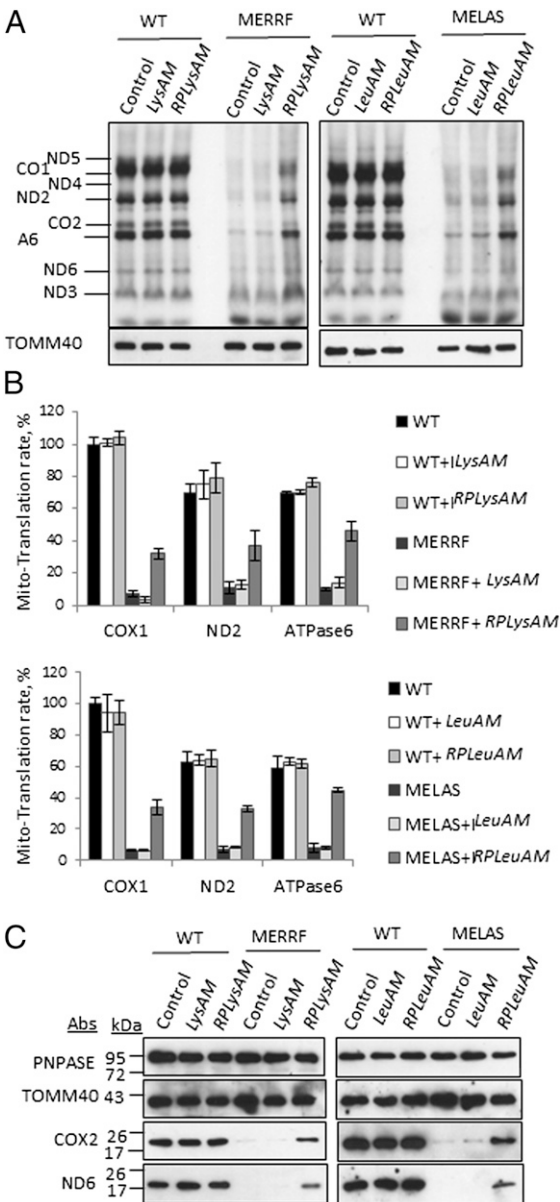 A
WT MERRF WT MELAS
Control LysAM RPLysAM Control LysAM RPLysAM Control LeuAM RPLeuAM Control LeuAM RPLeuAM
ND5
CO1
ND4
ND2
CO2
A6
ND6
ND3
TOMM40
B
Mito-Translation rate, %
120
100
80
60
40
20
0
COX1 ND2 ATPase6
WT
WT+ILysAM
WT+IRPLysAM
MERRF
MERRF+ LysAM
MERRF+ RPLysAM
Mito-Translation rate, %
120
100
80
60
40
20
0
COX1 ND2 ATPase6
WT
WT+ LeuAM
WT+ RPLeuAM
MELAS
MELAS+ILeuAM
MELAS+IRPLeuAM
C
WT MERRF WT MELAS
Control LysAM RPLysAM Control LysAM RPLysAM Control LeuAM RPLeuAM Control LeuAM RPLeuAM
Abs kDa
PNPASE 95
72
TOMM40 43
COX2 26
17
ND6 26
17